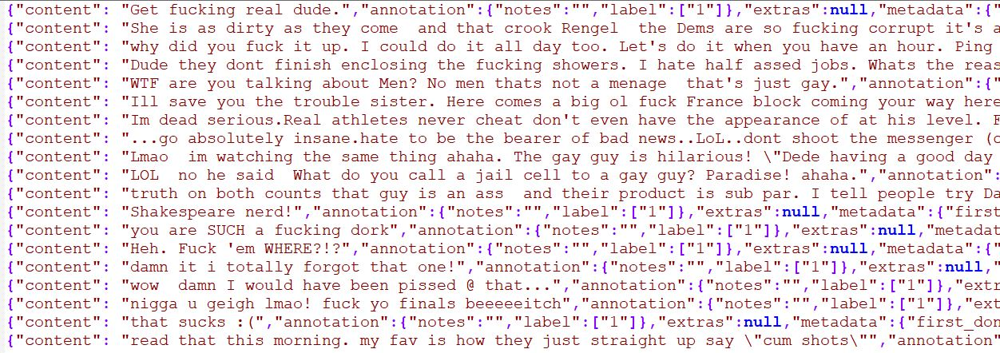 {"content": "Get fucking real dude.","annotation":{"notes":"","label":["1"]},"extras":null,"metadata":{"
{"content": "She is as dirty as they come  and that crook Rengel  the Dems are so fucking corrupt it's a
{"content": "why did you fuck it up. I could do it all day too. Let's do it when you have an hour. Ping
{"content": "Dude they dont finish enclosing the fucking showers. I hate half assed jobs. Whats the reas
{"content": "WTF are you talking about Men? No men thats not a menage  that's just gay.","annotation":{"
{"content": "Ill save you the trouble sister. Here comes a big ol fuck France block coming your way here
{"content": "Im dead serious.Real athletes never cheat don't even have the appearance of at his level. F
{"content": "...go absolutely insane.hate to be the bearer of bad news..LoL..dont shoot the messenger (c
{"content": "Lmao  im watching the same thing ahaha. The gay guy is hilarious! \"Dede having a good day
{"content": "LOL  no he said  What do you call a jail cell to a gay guy? Paradise! ahaha.","annotation":
{"content": "truth on both counts that guy is an ass  and their product is sub par. I tell people try Da
{"content": "Shakespeare nerd!","annotation":{"notes":"","label":["1"]},"extras":null,"metadata":{"first
{"content": "you are SUCH a fucking dork","annotation":{"notes":"","label":["1"]},"extras":null,"metadat
{"content": "Heh. Fuck 'em WHERE?!?","annotation":{"notes":"","label":["1"]},"extras":null,"metadata":{"
{"content": "damn it i totally forgot that one!","annotation":{"notes":"","label":["1"]},"extras":null,"
{"content": "wow  damn I would have been pissed @ that...","annotation":{"notes":"","label":["1"]},"extr
{"content": "nigga u geigh lmao! fuck yo finals beeeeeitch","annotation":{"notes":"","label":["1"]},"ext
{"content": "that sucks :(","annotation":{"notes":"","label":["1"]},"extras":null,"metadata":{"first_don
{"content": "read that this morning. my fav is how they just straight up say \"cum shots\"","annotation"